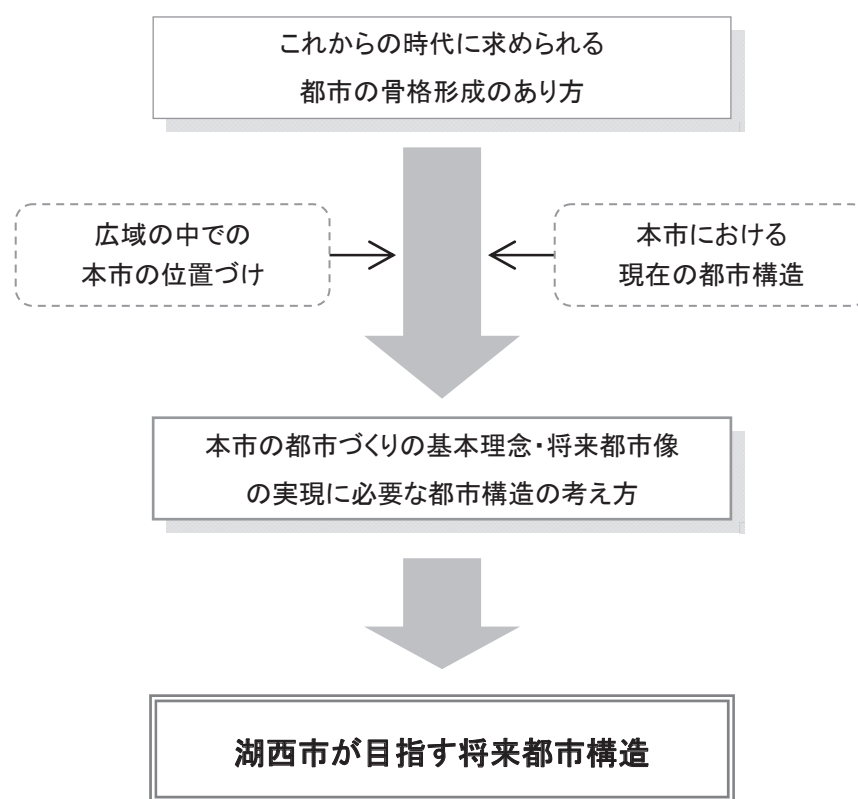 これからの時代に求められる
都市の骨格形成のあり方
広域の中での
本市の位置づけ
本市における
現在の都市構造
本市の都市づくりの基本理念・将来都市像
の実現に必要な都市構造の考え方
湖西市が目指す将来都市構造